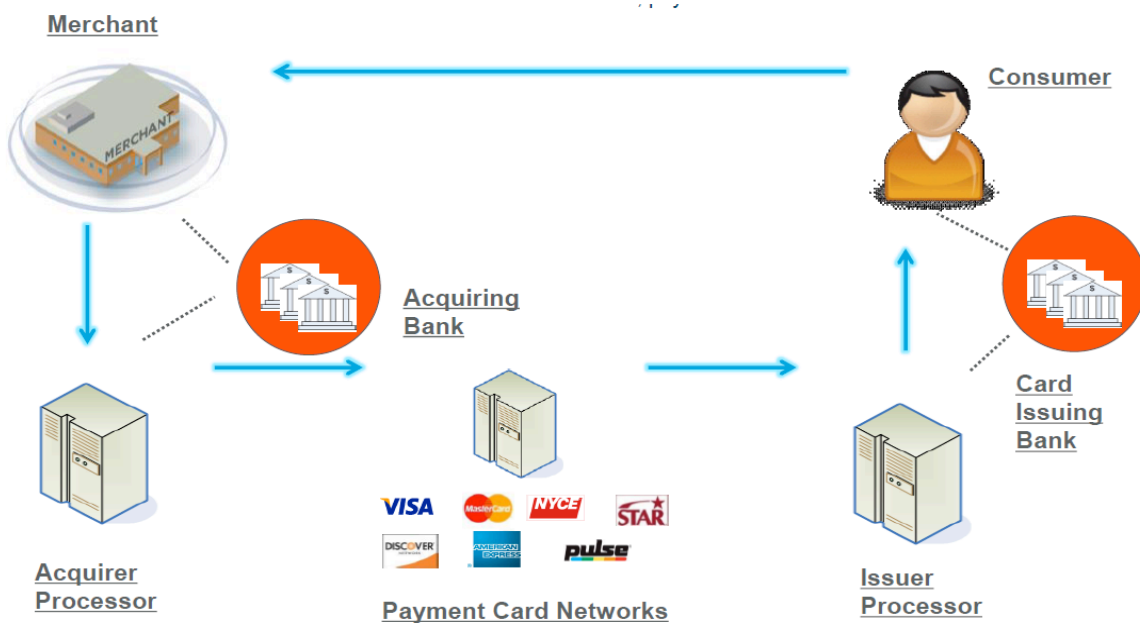 Merchant
Consumer
MERCHANT
$
$
Acquiring
Bank
Card
Issuing
Bank
VISA
MasterCard
NYCE
STAR
DISCOVER
AMERICAN
EXPRESS
pulse
Acquirer
Processor
Payment Card Networks
Issuer
Processor